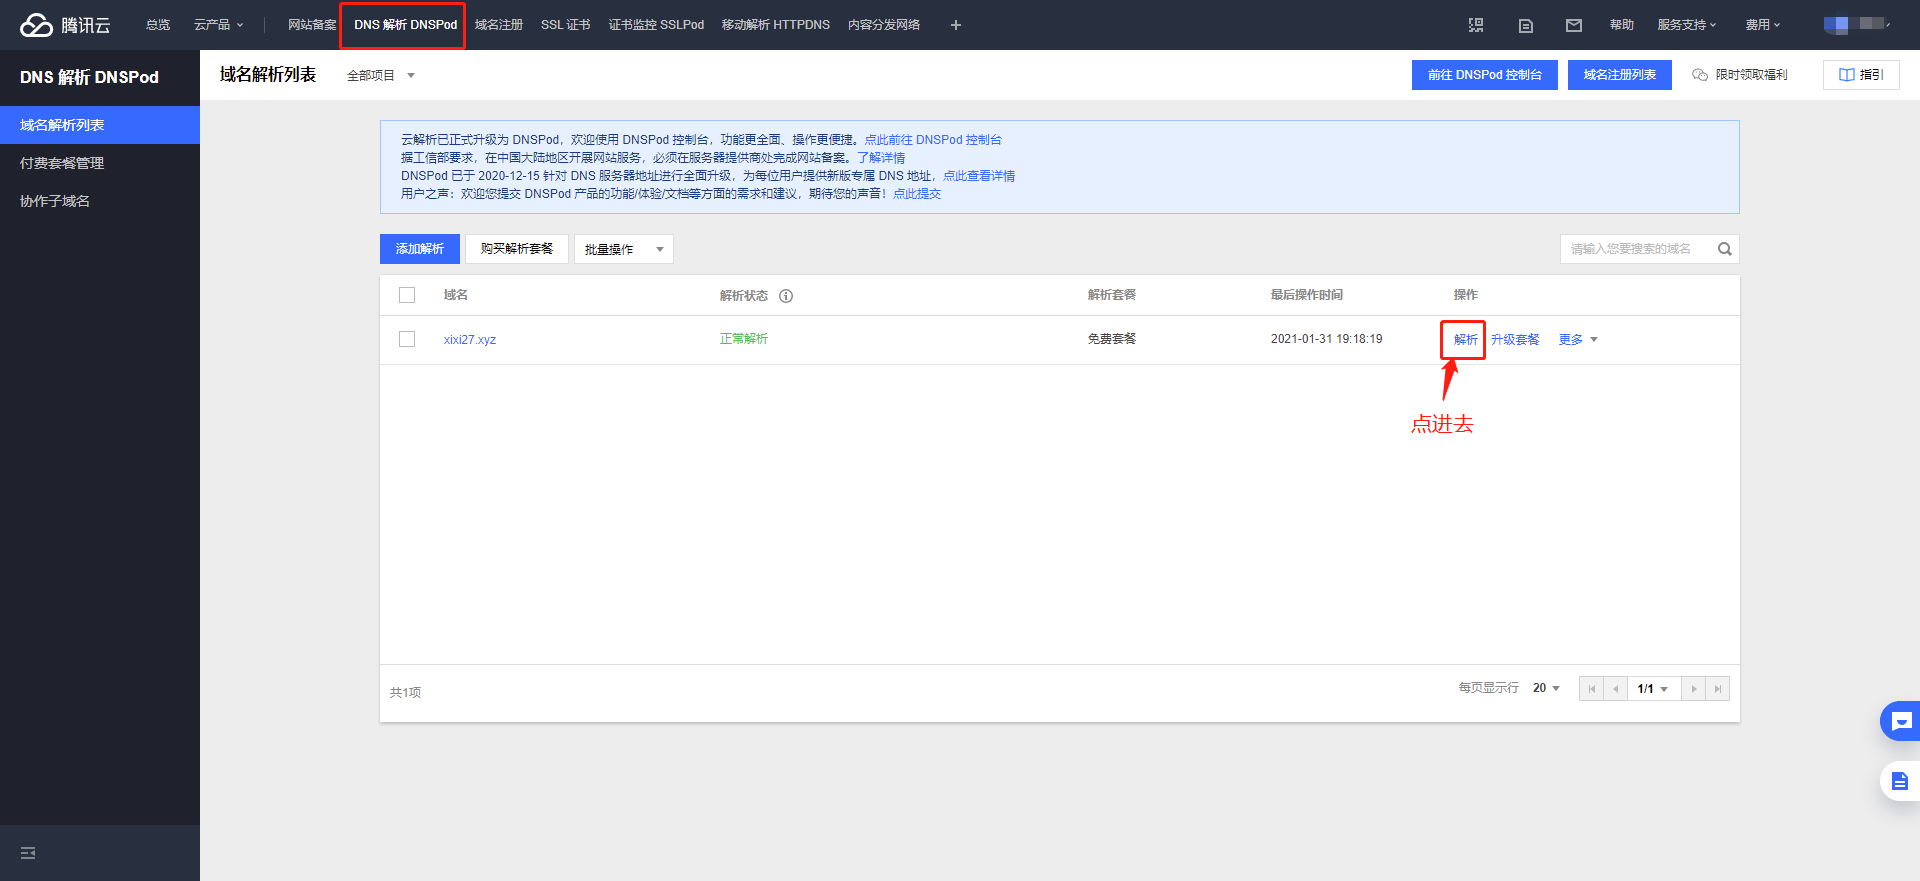 腾讯云 总览 云产品 网站备案 DNS 解析 DNSPod 域名注册 SSL 证书 证书监控 SSLPod 移动解析 HTTPDNS 内容分发网络 + 帮助 服务支持 费用
DNS 解析 DNSPod
域名解析列表
付费套餐管理
协作子域名
域名解析列表 全部项目 前往 DNSPod 控制台 域名注册列表 限时领取福利 指引
云解析已正式升级为 DNSPod，欢迎使用 DNSPod 控制台，功能更全面、操作更便捷。点此前往 DNSPod 控制台
据工信部要求，在中国大陆地区开展网站服务，必须在服务器提供商处完成网站备案。了解详情
DNSPod 已于 2020-12-15 针对 DNS 服务器地址进行全面升级，为每位用户提供新版专属 DNS 地址，点此查看详情
用户之声：欢迎您提交 DNSPod 产品的功能/体验/文档等方面的需求和建议，期待您的声音！点此提交
添加解析 购买解析套餐 批量操作 请输入您要搜索的域名
域名 解析状态 解析套餐 最后操作时间 操作
xixi27.xyz 正常解析 免费套餐 2021-01-31 19:18:19 解析 升级套餐 更多
点进去
共1项 每页显示行 20 1/1